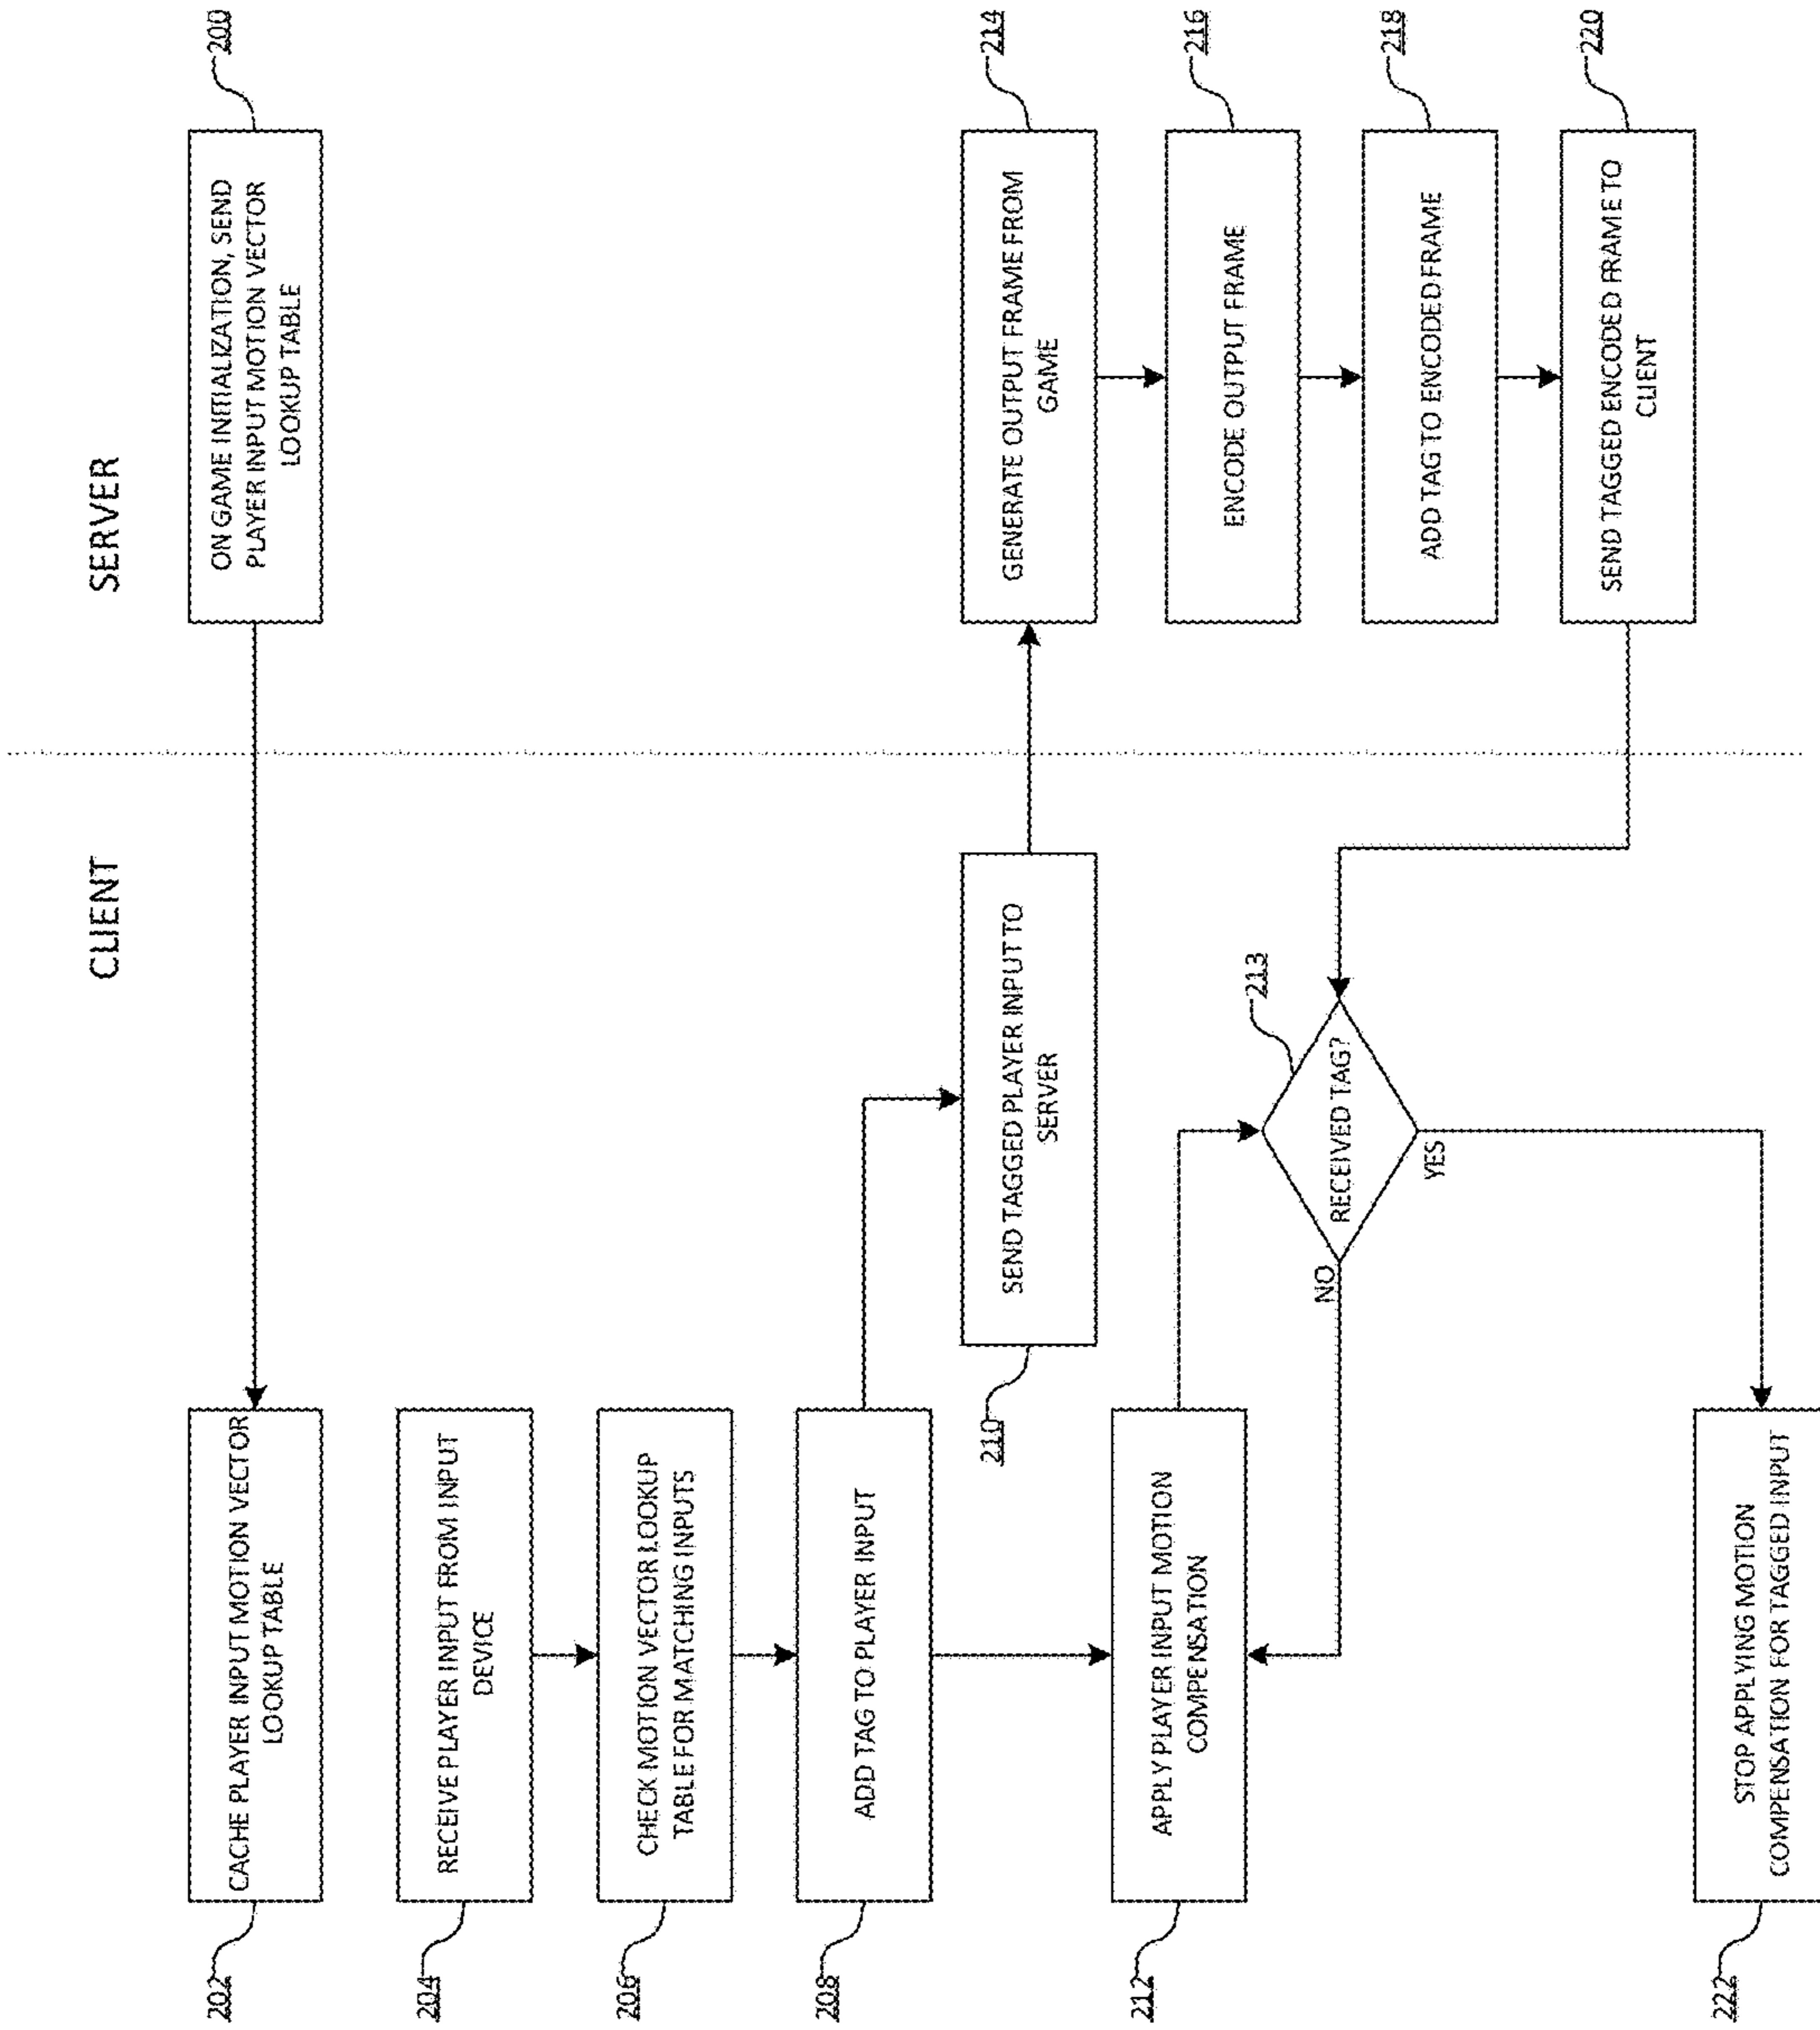 CLIENT
SERVER
202
CACHE PLAYER INPUT MOTION VECTOR
LOOKUP TABLE
ON GAME INITIALIZATION, SEND
PLAYER INPUT MOTION VECTOR
LOOKUP TABLE
200
204
RECEIVE PLAYER INPUT FROM INPUT
DEVICE
206
CHECK MOTION VECTOR LOOKUP
TABLE FOR MATCHING INPUTS
208
ADD TAG TO PLAYER INPUT
210
SEND TAGGED PLAYER INPUT TO
SERVER
GENERATE OUTPUT FRAME FROM
GAME
214
212
APPLY PLAYER INPUT MOTION
COMPENSATION
ENCODE OUTPUT FRAME
216
213
RECEIVED TAG?
NO
YES
ADD TAG TO ENCODED FRAME
218
SEND TAGGED ENCODED FRAME TO
CLIENT
220
222
STOP APPLYING MOTION
COMPENSATION FOR TAGGED INPUT